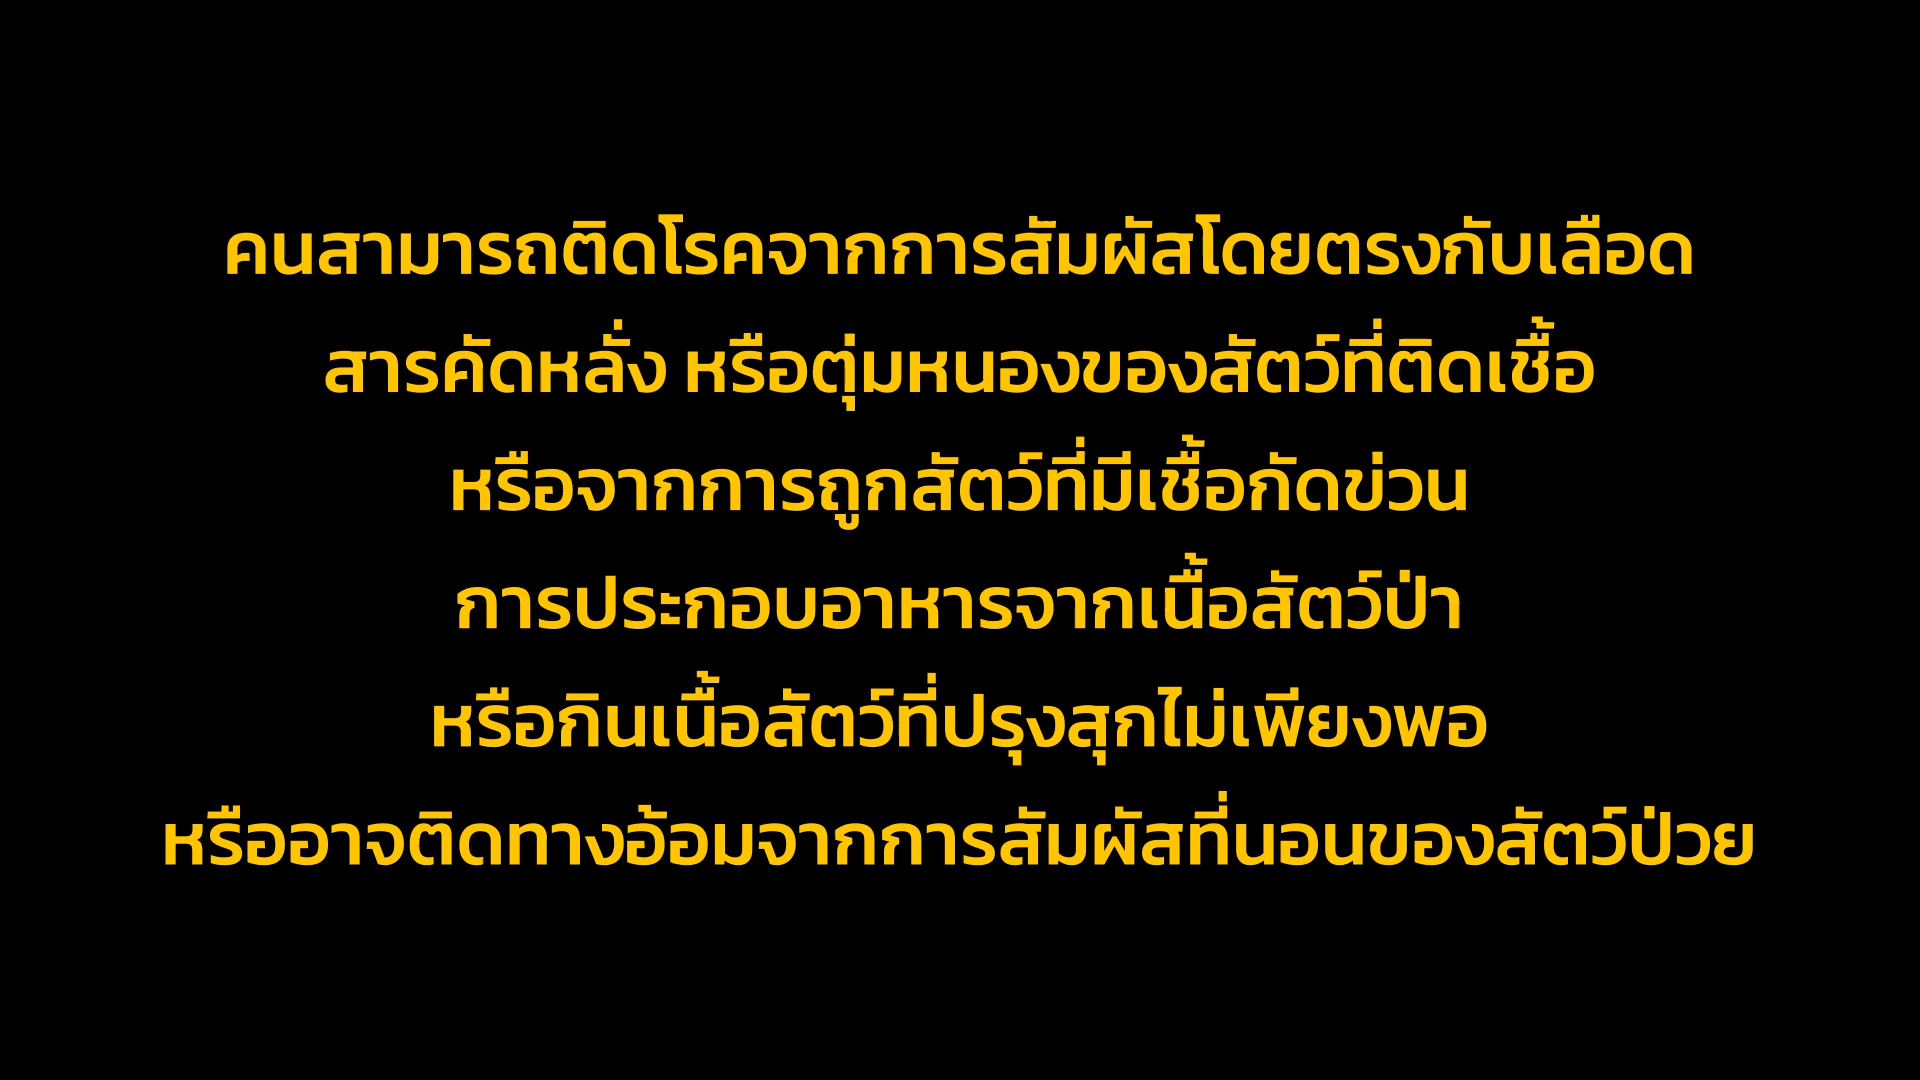 คนสามารถติดโรคจากการสัมผัสโดยตรงกับเลือด
สารคัดหลั่ง หรือตุ่มหนองของสัตว์ที่ติดเชื้อ
หรือจากการถูกสัตว์ที่มีเชื้อกัดข่วน
การประกอบอาหารจากเนื้อสัตว์ป่า
หรือกินเนื้อสัตว์ที่ปรุงสุกไม่เพียงพอ
หรืออาจติดทางอ้อมจากการสัมผัสที่นอนของสัตว์ป่วย